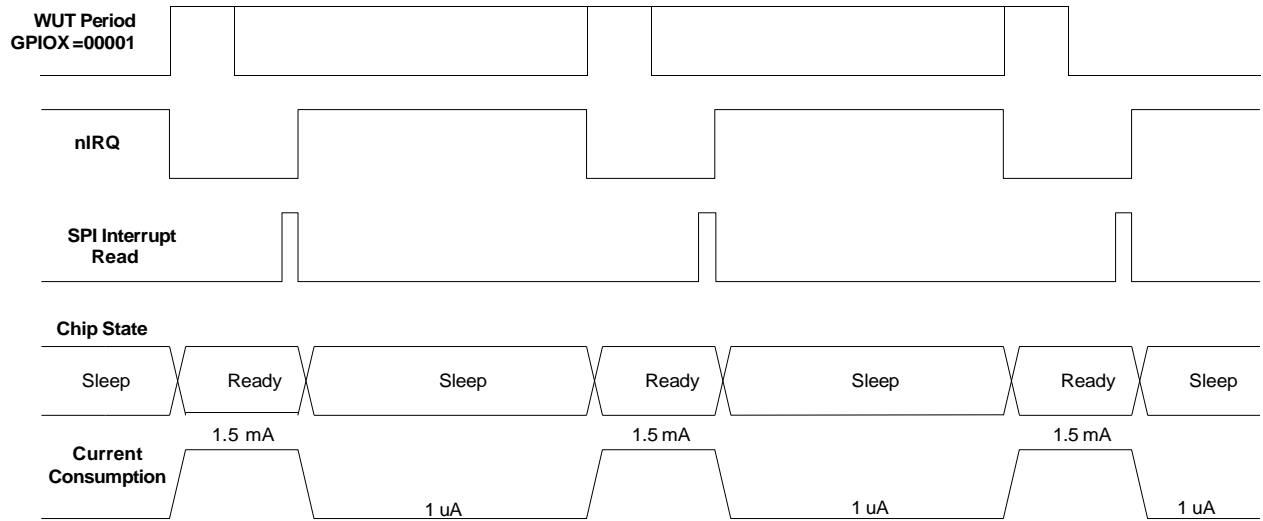 WUT Period
GPIOX =00001
nIRQ
SPI Interrupt
Read
Chip State
Sleep Ready Sleep Ready Sleep Ready Sleep
1.5 mA 1.5 mA 1.5 mA
Current
Consumption
1 uA 1 uA 1 uA